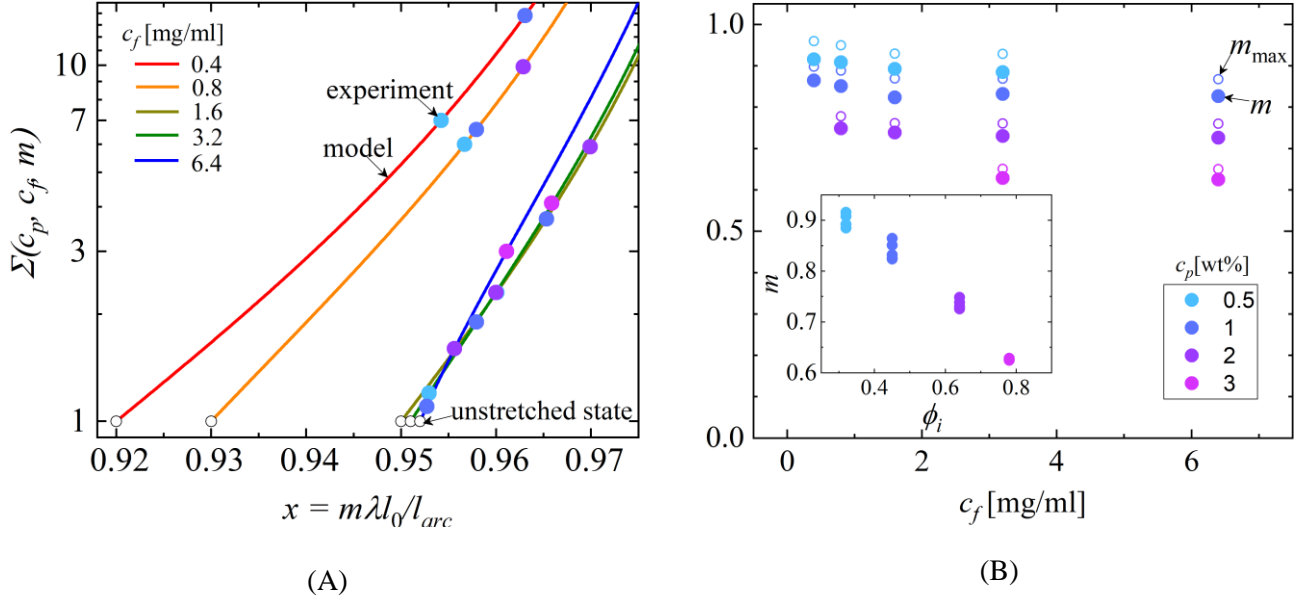 c_f [mg/ml]
0.4
0.8
1.6
3.2
6.4
experiment
model
unstretched state
10
7
3
1
Σ(c_p, c_f, m)
0.92 0.93 0.94 0.95 0.96 0.97
x = mλl_0/l_arc
(A)
1.0
0.5
0.0
c_p
m_max
m
0.9
0.8
0.7
0.6
m
0.4 0.6 0.8
ϕ_i
c_p[wt%]
0.5
1
2
3
0 2 4 6
c_f [mg/ml]
(B)